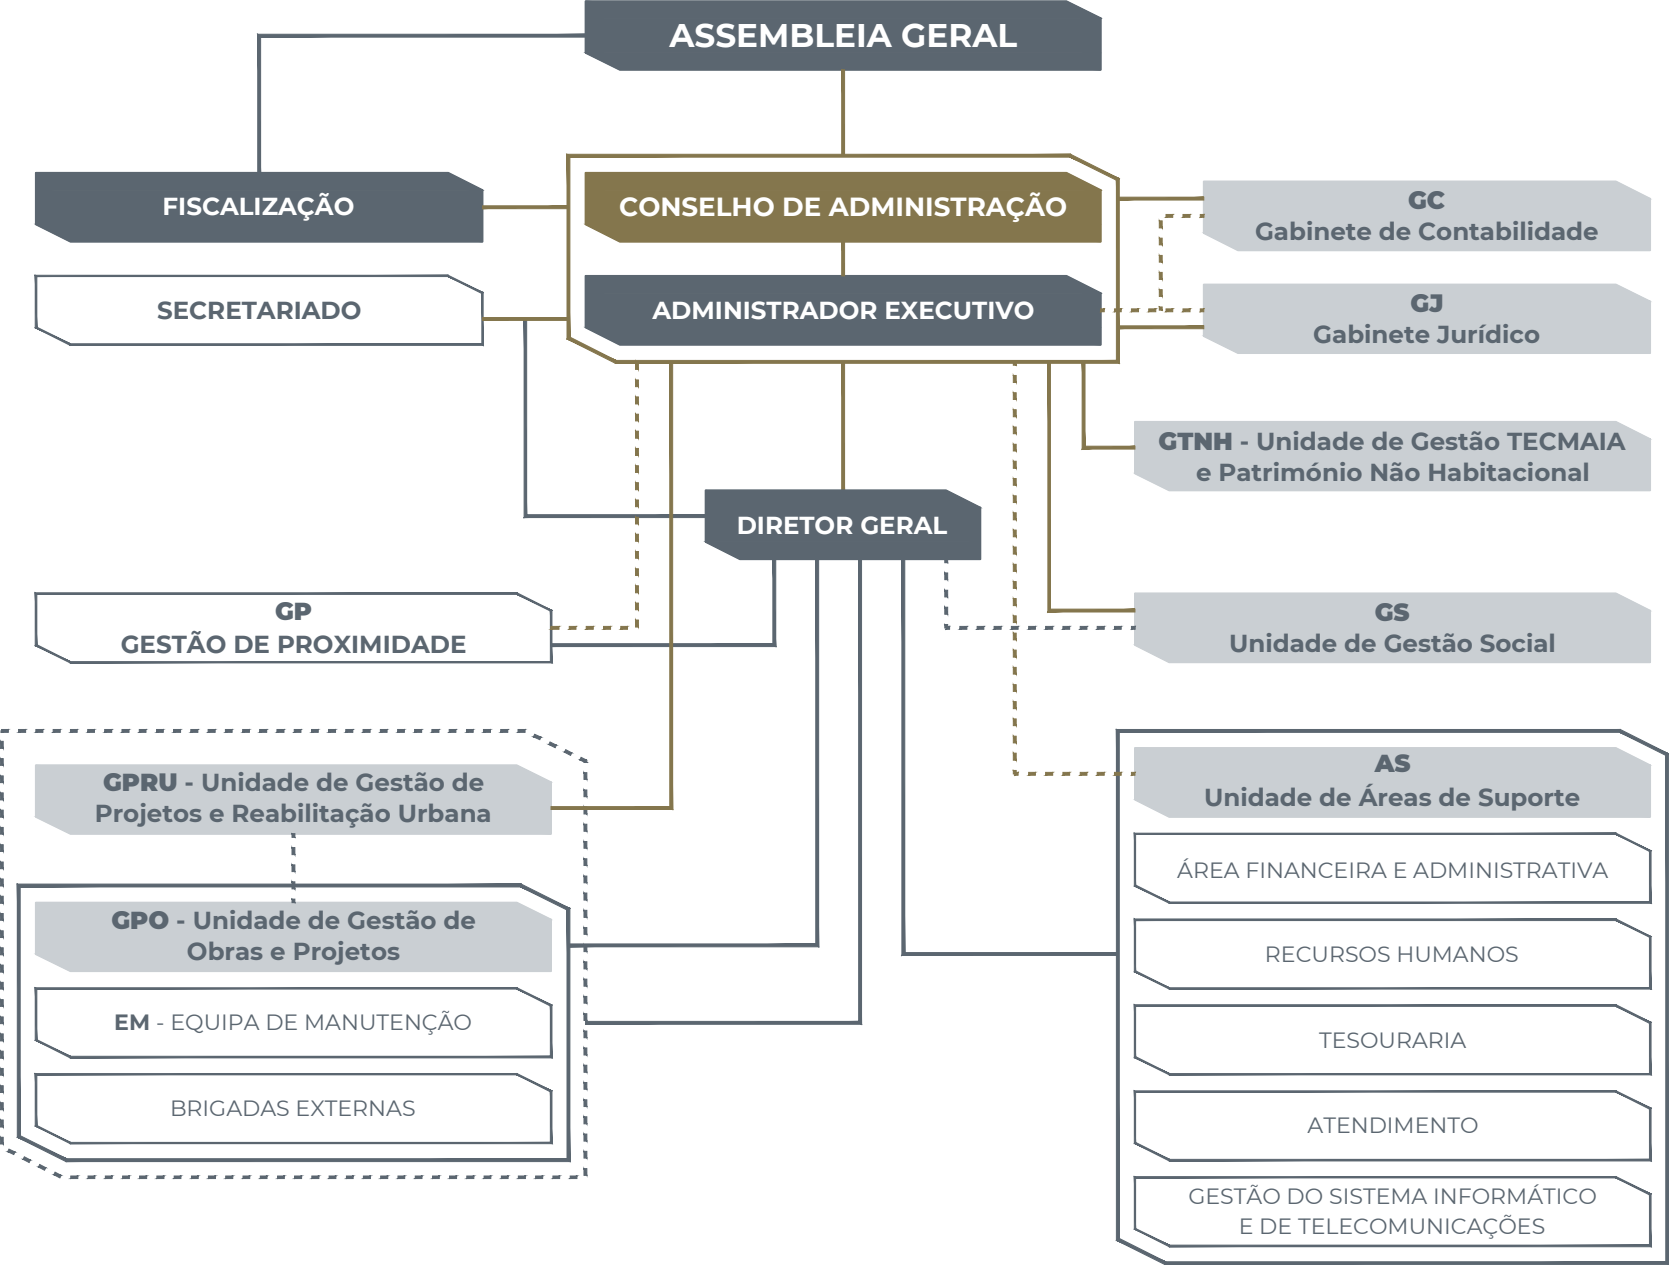 ASSEMBLEIA GERAL
FISCALIZAÇÃO
CONSELHO DE ADMINISTRAÇÃO
GC
Gabinete de Contabilidade
SECRETARIADO
ADMINISTRADOR EXECUTIVO
GJ
Gabinete Jurídico
GTNH - Unidade de Gestão TECMAIA
e Património Não Habitacional
DIRETOR GERAL
GP
GESTÃO DE PROXIMIDADE
GS
Unidade de Gestão Social
GPRU - Unidade de Gestão de
Projetos e Reabilitação Urbana
GPO - Unidade de Gestão de
Obras e Projetos
EM - EQUIPA DE MANUTENÇÃO
BRIGADAS EXTERNAS
AS
Unidade de Áreas de Suporte
ÁREA FINANCEIRA E ADMINISTRATIVA
RECURSOS HUMANOS
TESOURARIA
ATENDIMENTO
GESTÃO DO SISTEMA INFORMÁTICO
E DE TELECOMUNICAÇÕES